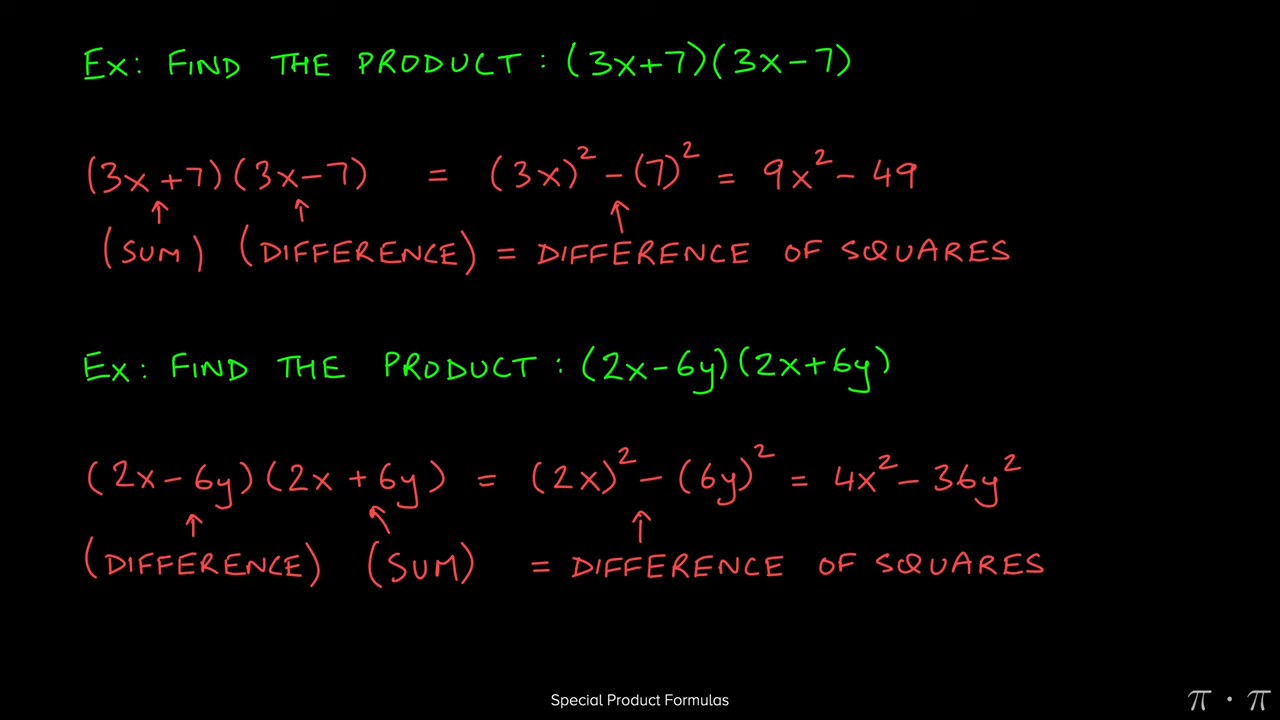 Ex: FIND THE PRODUCT: (3x+7)(3x-7)
(3x+7)(3x-7) = (3x)² - (7)² = 9x² - 49
↑ ↑ ↑
(SUM) (DIFFERENCE) = DIFFERENCE OF SQUARES
Ex: FIND THE PRODUCT: (2x-6y)(2x+6y)
(2x-6y)(2x+6y) = (2x)² - (6y)² = 4x² - 36y²
↑ ↑ ↑
(DIFFERENCE) (SUM) = DIFFERENCE OF SQUARES
Special Product Formulas
π · π